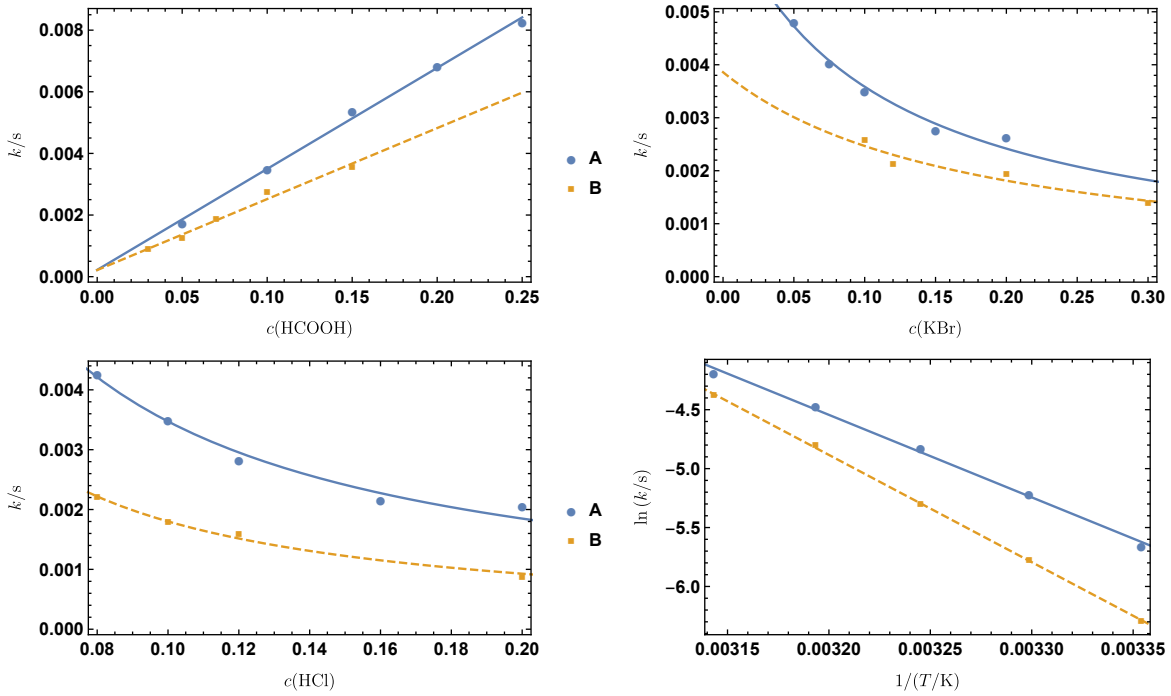 0.008
0.006
0.004
0.002
0.000
k/s
0.00 0.05 0.10 0.15 0.20 0.25
c(HCOOH)
A
B
0.005
0.004
0.003
0.002
0.001
0.000
k/s
0.00 0.05 0.10 0.15 0.20 0.25 0.30
c(KBr)
0.004
0.003
0.002
0.001
0.000
k/s
0.08 0.10 0.12 0.14 0.16 0.18 0.20
c(HCl)
A
B
−4.5
−5.0
−5.5
−6.0
ln (k/s)
0.00315 0.00320 0.00325 0.00330 0.00335
1/(T/K)